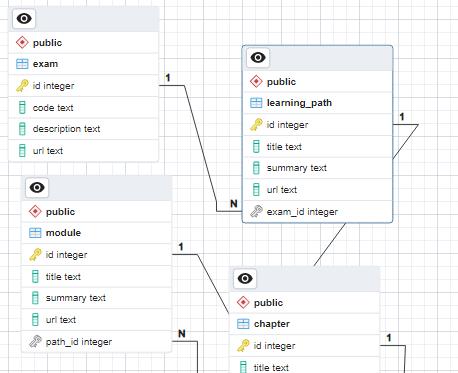 public
exam
id integer
code text
description text
url text
1
public
learning_path
id integer
title text
summary text
url text
exam_id integer
1
N
public
module
id integer
title text
summary text
url text
path_id integer
1
N
public
chapter
id integer
title text
1